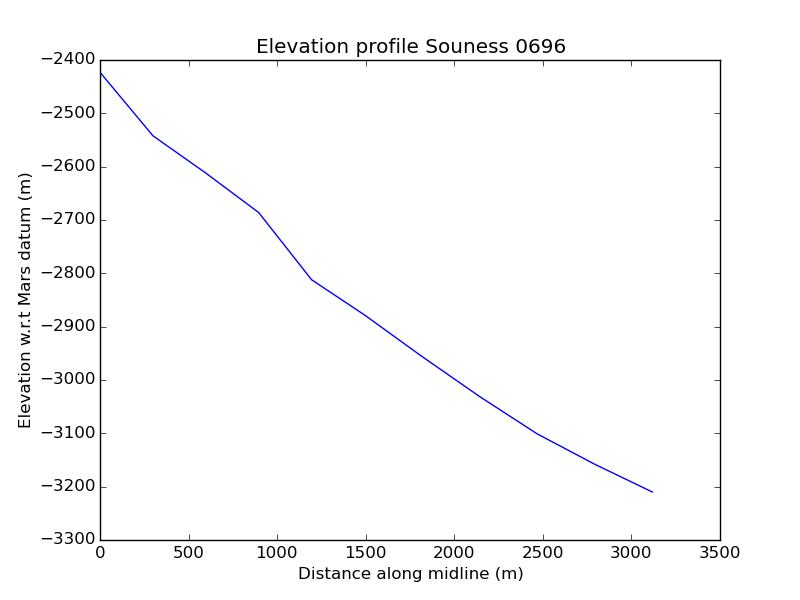 Elevation profile Souness 0696
−2400
−2500
−2600
−2700
−2800
−2900
−3000
−3100
−3200
−3300
Elevation w.r.t Mars datum (m)
0 500 1000 1500 2000 2500 3000 3500
Distance along midline (m)